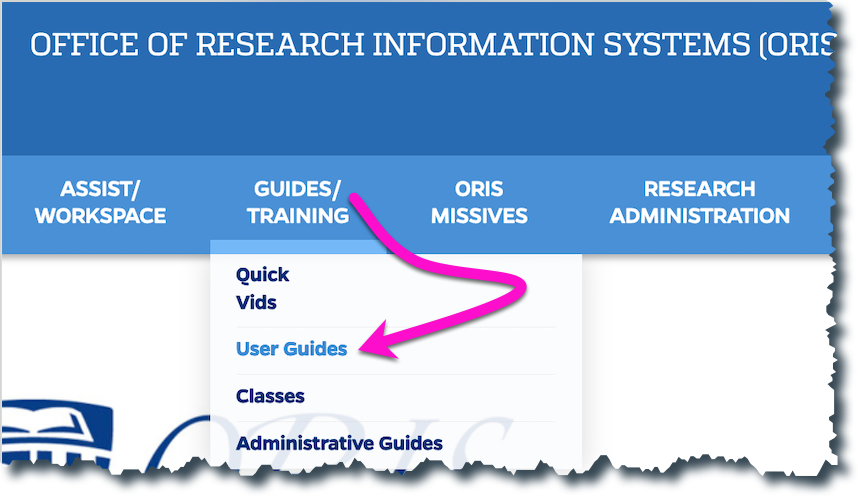 OFFICE OF RESEARCH INFORMATION SYSTEMS (ORIS
ASSIST/
WORKSPACE
GUIDES/
TRAINING
ORIS
MISSIVES
RESEARCH
ADMINISTRATION
Quick
Vids
User Guides
Classes
Administrative Guides
ORIS